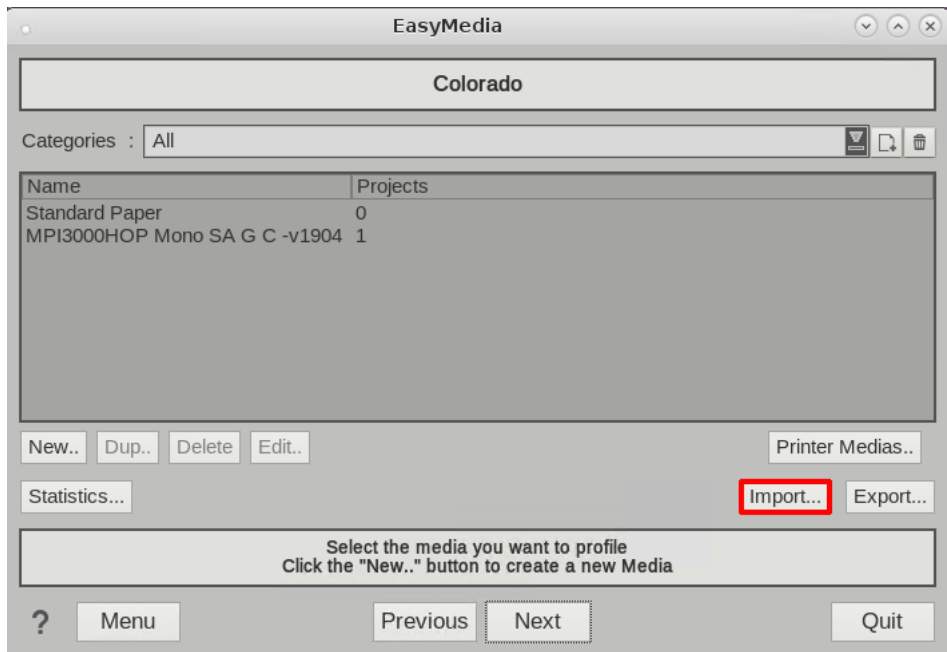 EasyMedia
Colorado
Categories : All
Name Projects
Standard Paper 0
MPI3000HOP Mono SA G C -v1904 1
New.. Dup.. Delete Edit.. Printer Medias..
Statistics... Import... Export...
Select the media you want to profile
Click the "New.." button to create a new Media
? Menu Previous Next Quit